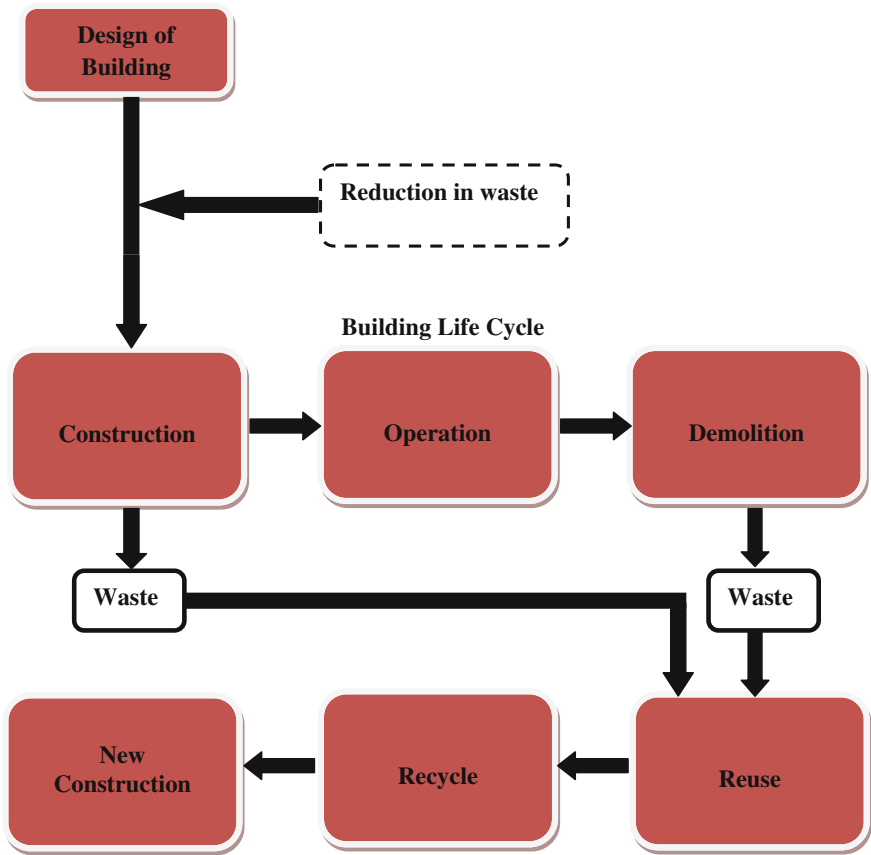 Design of
Building
Reduction in waste
Building Life Cycle
Construction
Operation
Demolition
Waste
Waste
New
Construction
Recycle
Reuse